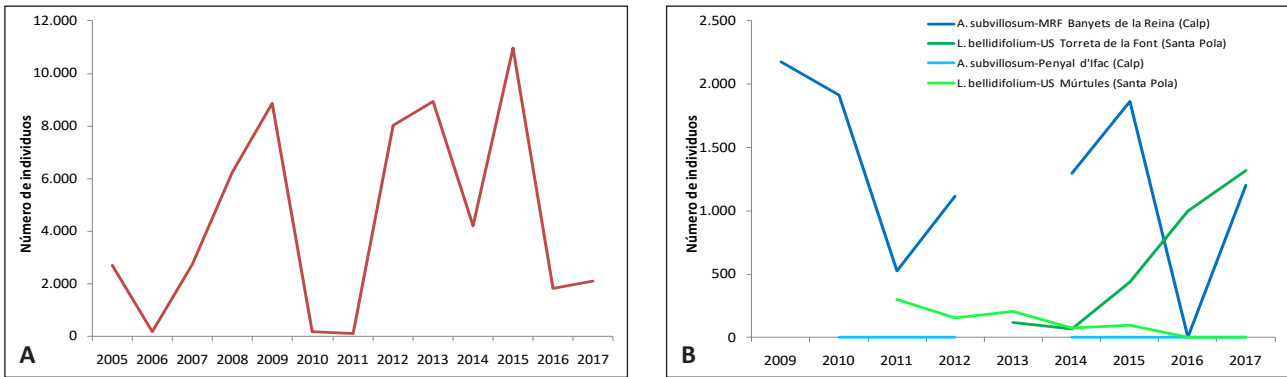 12.000
10.000
8.000
6.000
4.000
2.000
0
Número de individuos
2005 2006 2007 2008 2009 2010 2011 2012 2013 2014 2015 2016 2017
A
2.500
2.000
1.500
1.000
500
0
Número de individuos
A. subvillosum-MRF Banyets de la Reina (Calp)
L. bellidifolium-US Torreta de la Font (Santa Pola)
A. subvillosum-Penyal d'Ifac (Calp)
L. bellidifolium-US Múrtules (Santa Pola)
2009 2010 2011 2012 2013 2014 2015 2016 2017
B